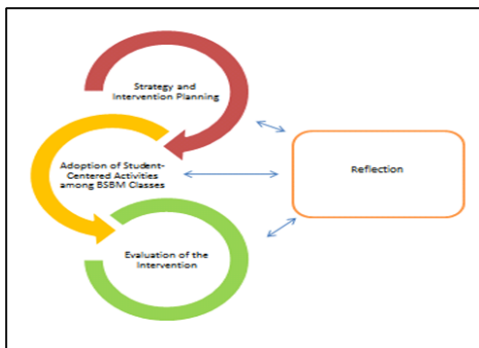 Strategy and
Intervention Planning
Adoption of Student-
Centered Activities
among BSBM Classes
Reflection
Evaluation of the
Intervention